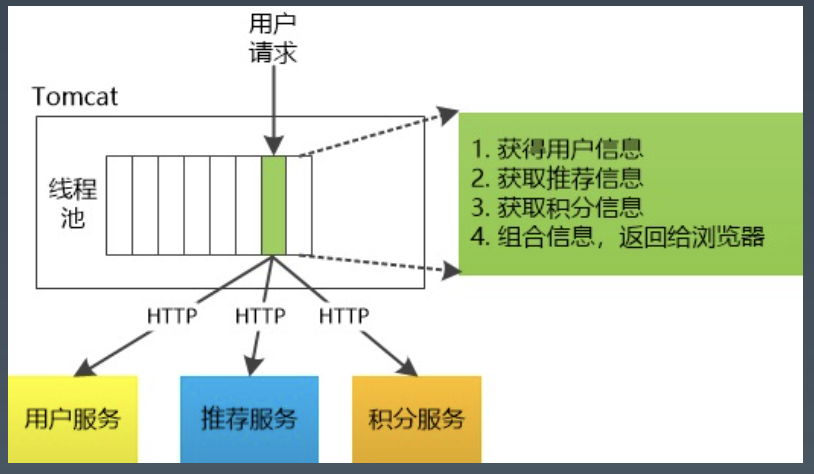 用户
请求
Tomcat
线程
池
1. 获得用户信息
2. 获取推荐信息
3. 获取积分信息
4. 组合信息，返回给浏览器
HTTP
HTTP
HTTP
用户服务
推荐服务
积分服务